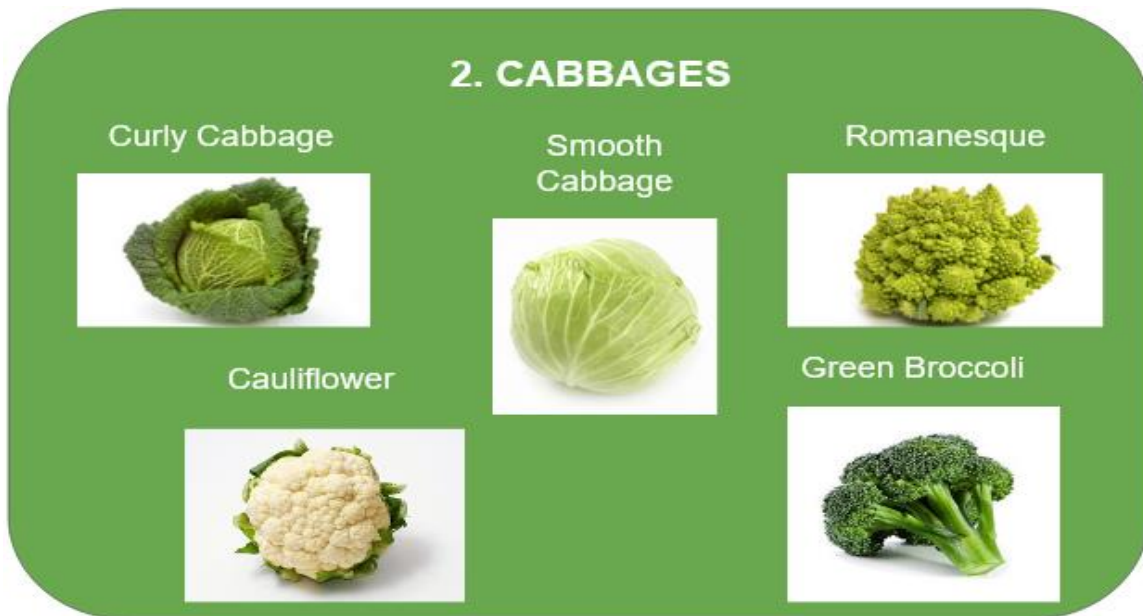 2. CABBAGES
Curly Cabbage
Smooth
Cabbage
Romanesque
Cauliflower
Green Broccoli